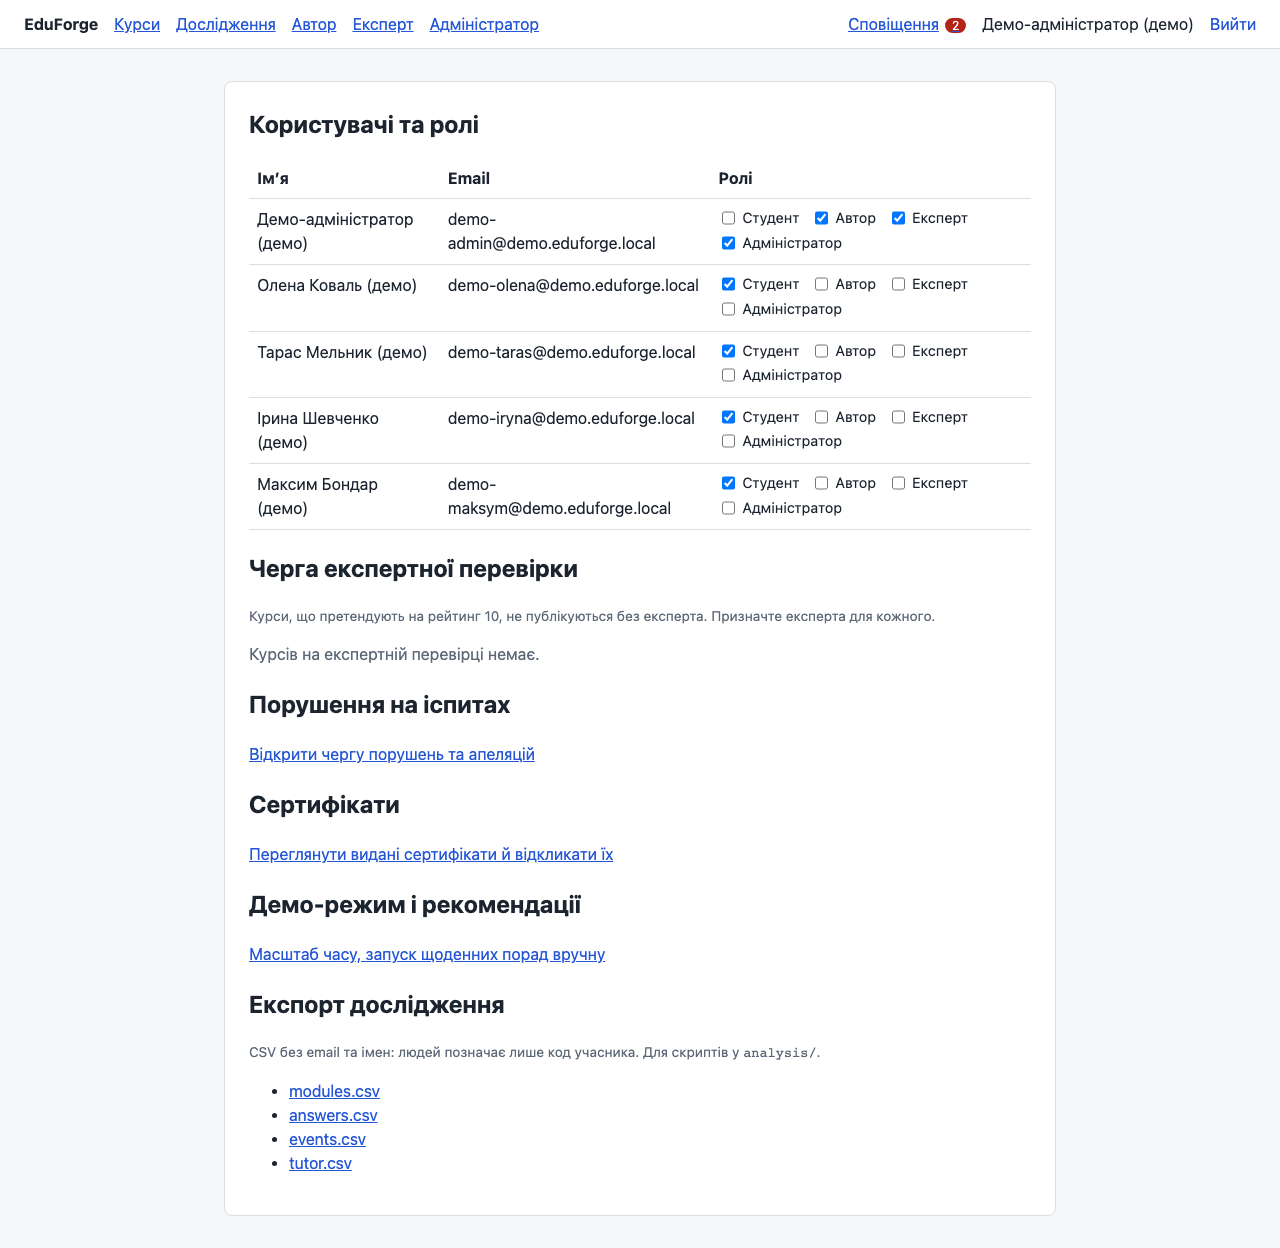 EduForge Курси Дослідження Автор Експерт Адміністратор Сповіщення 2 Демо-адміністратор (демо) Вийти
Користувачі та ролі
Ім’я Email Ролі
Демо-адміністратор (демо) demo-admin@demo.eduforge.local Студент Автор Експерт
Адміністратор
Олена Коваль (демо) demo-olena@demo.eduforge.local Студент Автор Експерт
Адміністратор
Тарас Мельник (демо) demo-taras@demo.eduforge.local Студент Автор Експерт
Адміністратор
Ірина Шевченко (демо) demo-iryna@demo.eduforge.local Студент Автор Експерт
Адміністратор
Максим Бондар (демо) demo-maksym@demo.eduforge.local Студент Автор Експерт
Адміністратор
Черга експертної перевірки
Курси, що претендують на рейтинг 10, не публікуються без експерта. Призначте експерта для кожного.
Курсів на експертній перевірці немає.
Порушення на іспитах
Відкрити чергу порушень та апеляцій
Сертифікати
Переглянути видані сертифікати й відкликати їх
Демо-режим і рекомендації
Масштаб часу, запуск щоденних порад вручну
Експорт дослідження
CSV без email та імен: людей позначає лише код учасника. Для скриптів у analysis/.
modules.csv
answers.csv
events.csv
tutor.csv